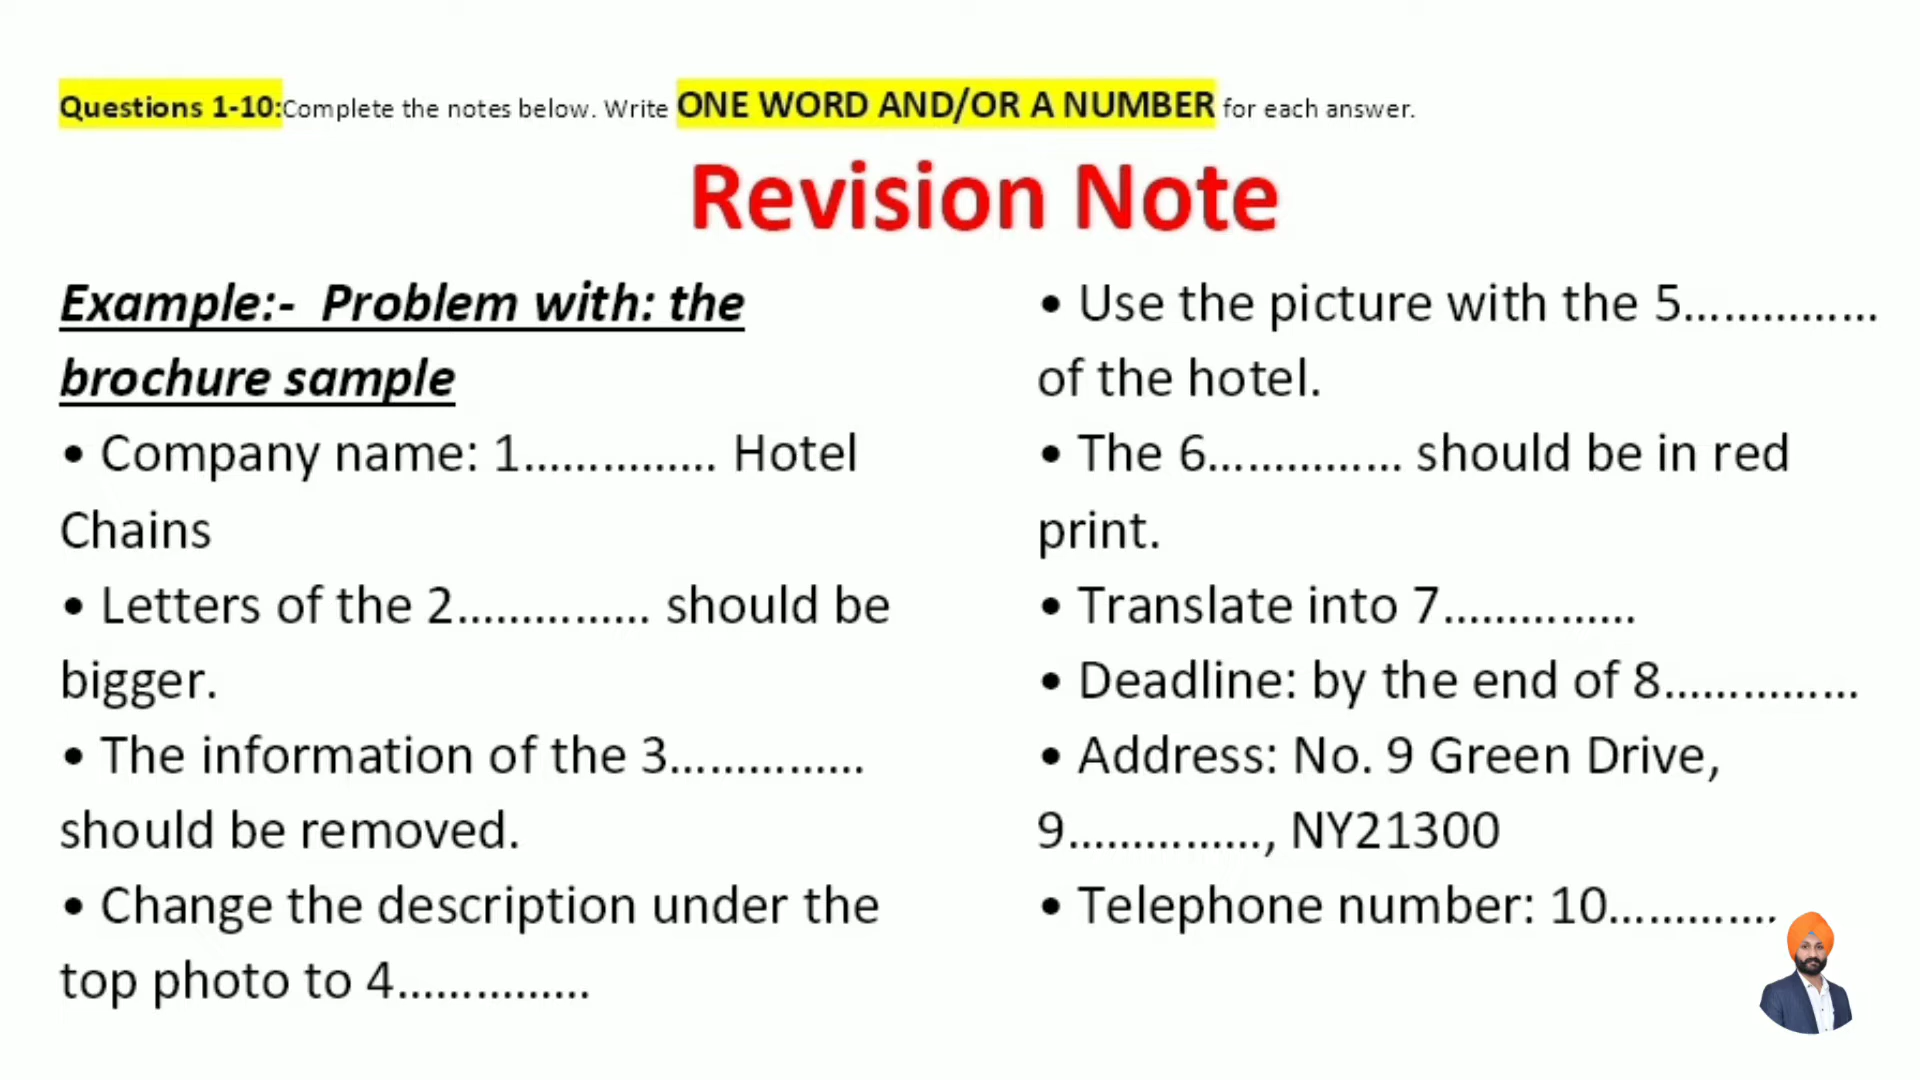 Questions 1-10:Complete the notes below. Write ONE WORD AND/OR A NUMBER for each answer.
Revision Note
Example:- Problem with: the
brochure sample
• Company name: 1…………… Hotel
Chains
• Letters of the 2…………… should be
bigger.
• The information of the 3……………
should be removed.
• Change the description under the
top photo to 4……………
• Use the picture with the 5……………
of the hotel.
• The 6…………… should be in red
print.
• Translate into 7……………
• Deadline: by the end of 8……………
• Address: No. 9 Green Drive,
9……………, NY21300
• Telephone number: 10…………..